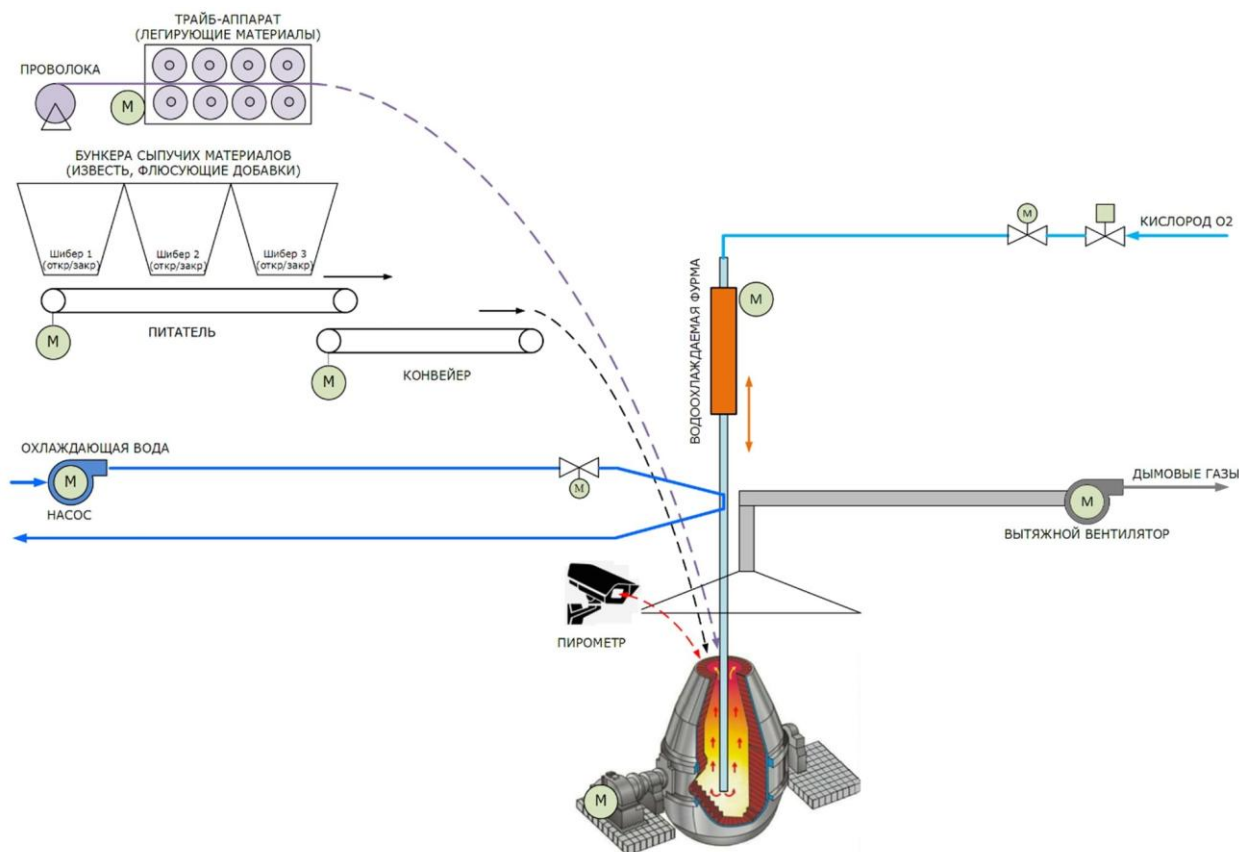 ТРАЙБ-АППАРАТ
(ЛЕГИРУЮЩИЕ МАТЕРИАЛЫ)
ПРОВОЛОКА
М
БУНКЕРА СЫПУЧИХ МАТЕРИАЛОВ
(ИЗВЕСТЬ, ФЛЮСУЮЩИЕ ДОБАВКИ)
Шибер 1
(откр/закр)
Шибер 2
(откр/закр)
Шибер 3
(откр/закр)
М
КИСЛОРОД О2
ВОДООХЛАЖДАЕМАЯ ФУРМА
М
ПИТАТЕЛЬ
М
КОНВЕЙЕР
М
ОХЛАЖДАЮЩАЯ ВОДА
М
НАСОС
М
ДЫМОВЫЕ ГАЗЫ
М
ВЫТЯЖНОЙ ВЕНТИЛЯТОР
ПИРОМЕТР
М